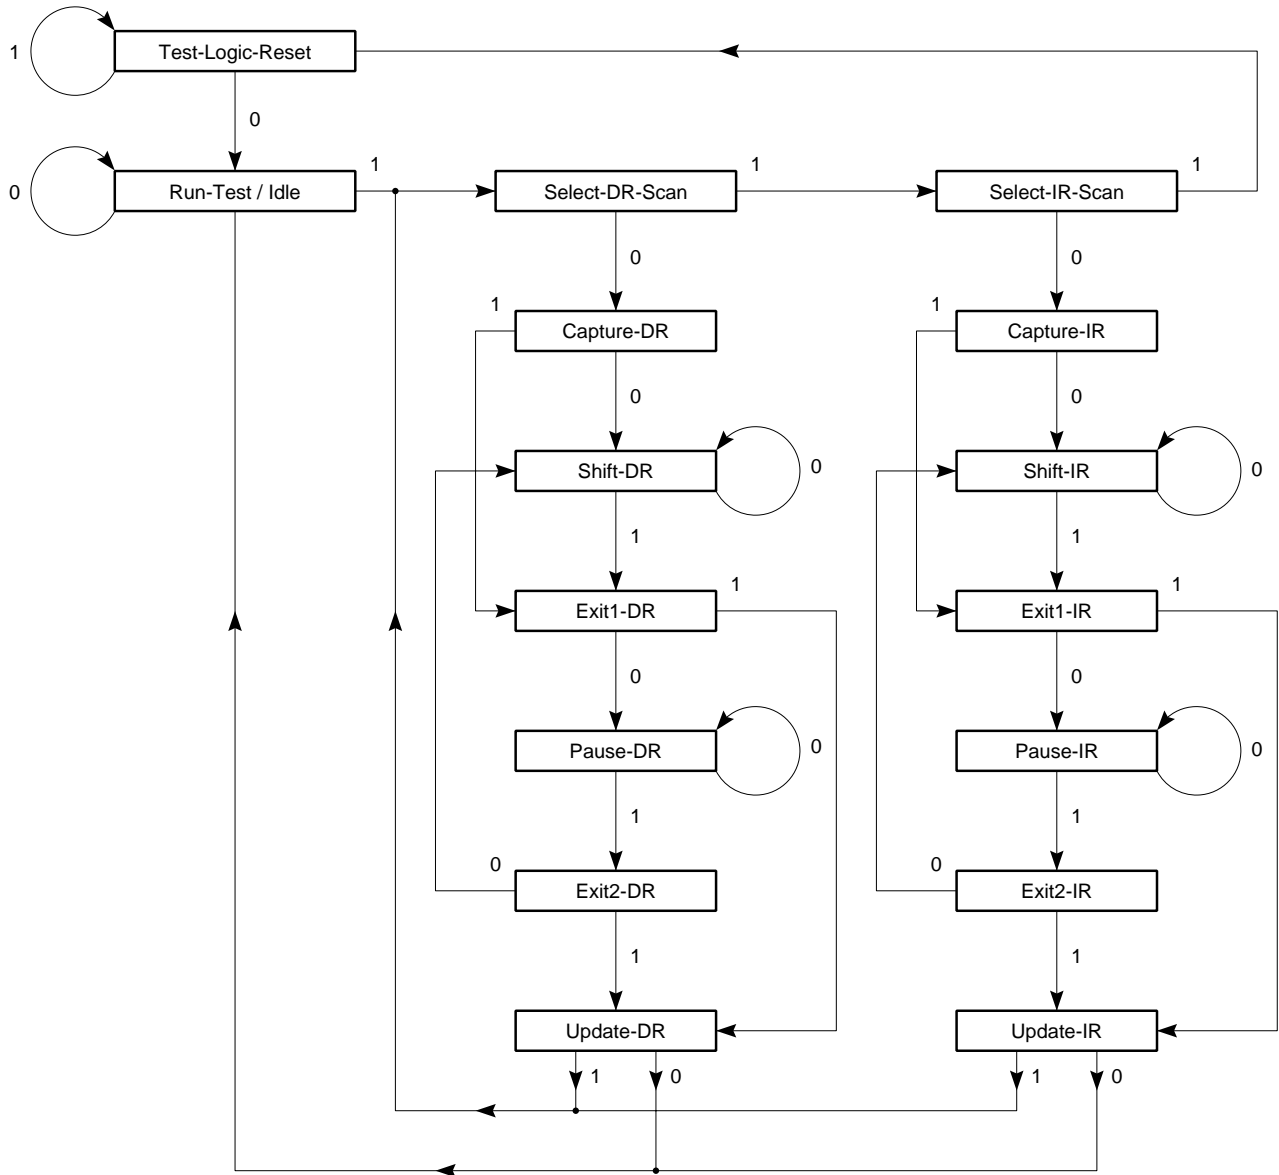 1
Test-Logic-Reset
0
0
Run-Test / Idle
1
Select-DR-Scan
1
Select-IR-Scan
1
0
0
1
Capture-DR
1
Capture-IR
0
0
Shift-DR
0
Shift-IR
0
1
1
Exit1-DR
1
Exit1-IR
1
0
0
Pause-DR
0
Pause-IR
0
1
1
0
Exit2-DR
0
Exit2-IR
1
1
Update-DR
Update-IR
1
0
1
0